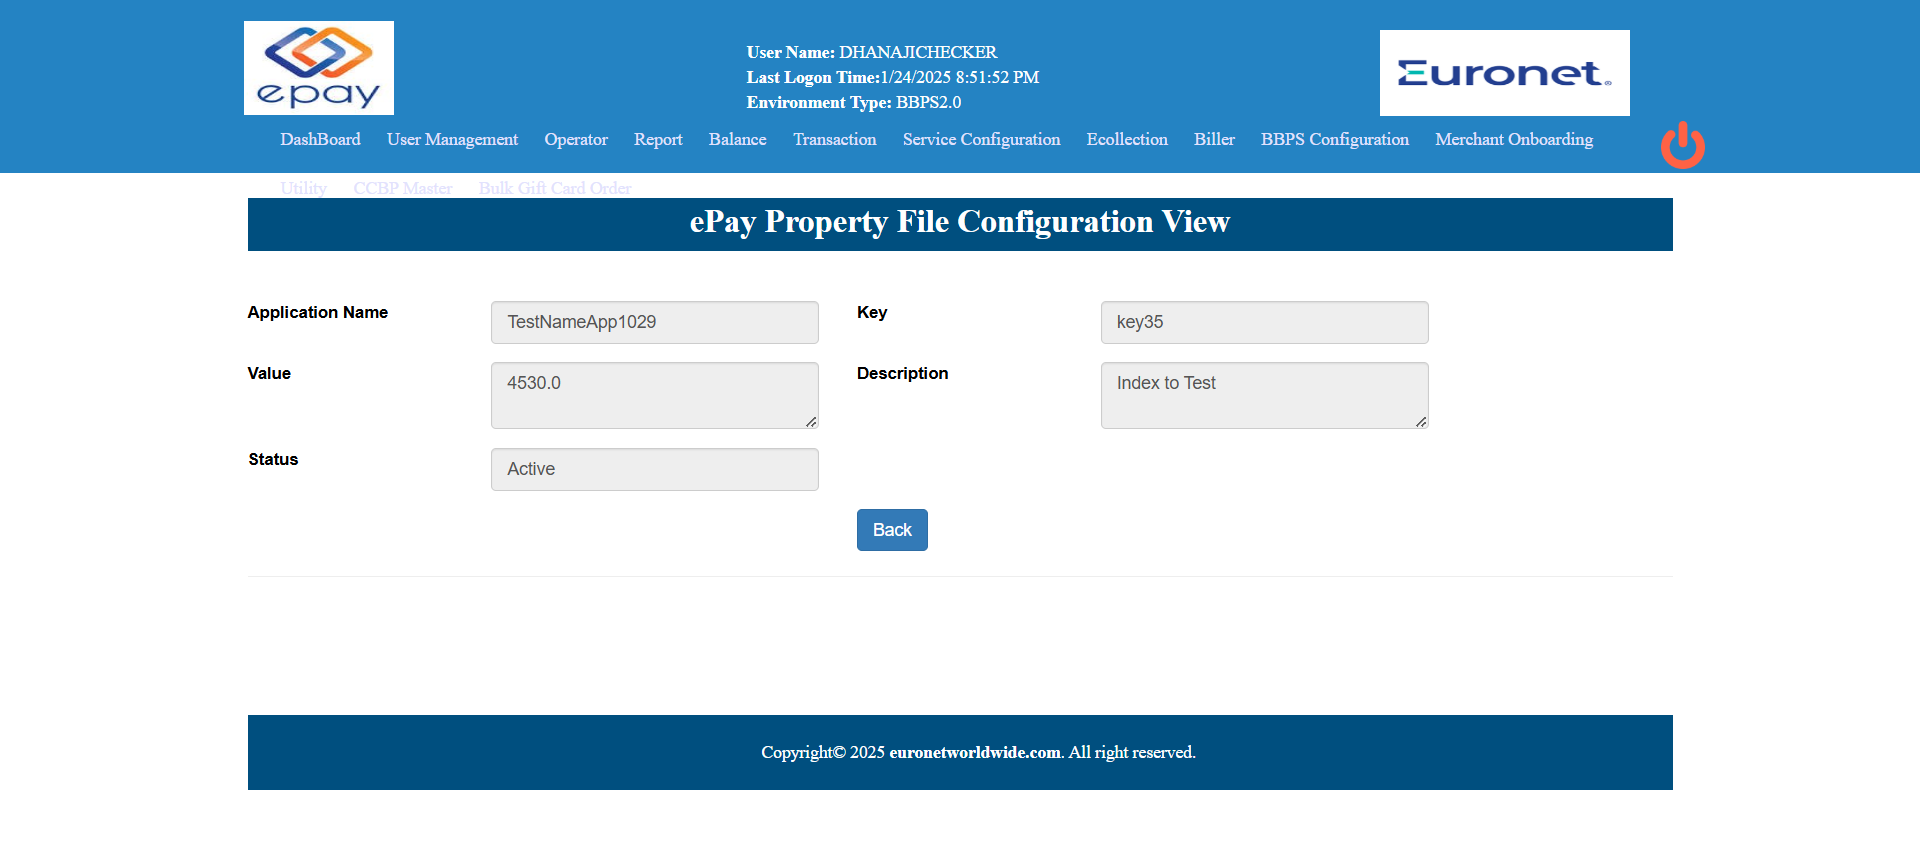 epay
User Name: DHANAJICHECKER
Last Logon Time:1/24/2025 8:51:52 PM
Environment Type: BBPS2.0
Euronet®
DashBoard User Management Operator Report Balance Transaction Service Configuration Ecollection Biller BBPS Configuration Merchant Onboarding
Utility CCBP Master Bulk Gift Card Order
ePay Property File Configuration View
Application Name TestNameApp1029 Key key35
Value 4530.0 Description Index to Test
Status Active
Back
Copyright© 2025 euronetworldwide.com. All right reserved.